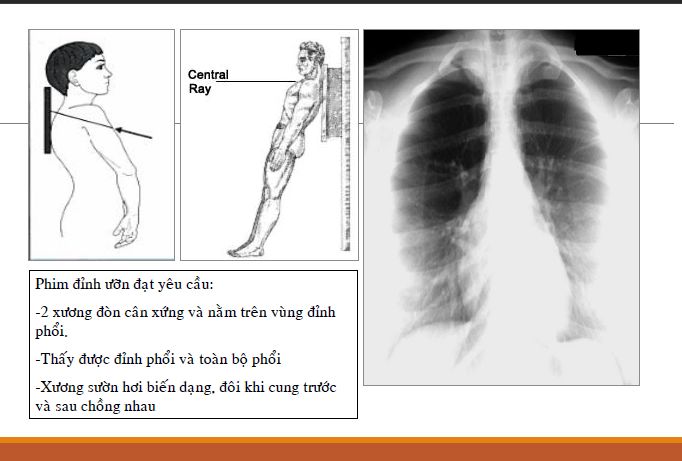 Central
Ray
Phim đỉnh ưỡn đạt yêu cầu:
-2 xương đòn cân xứng và nằm trên vùng đỉnh
phổi.
-Thấy được đỉnh phổi và toàn bộ phổi
-Xương sườn hơi biến dạng, đôi khi cung trước
và sau chồng nhau